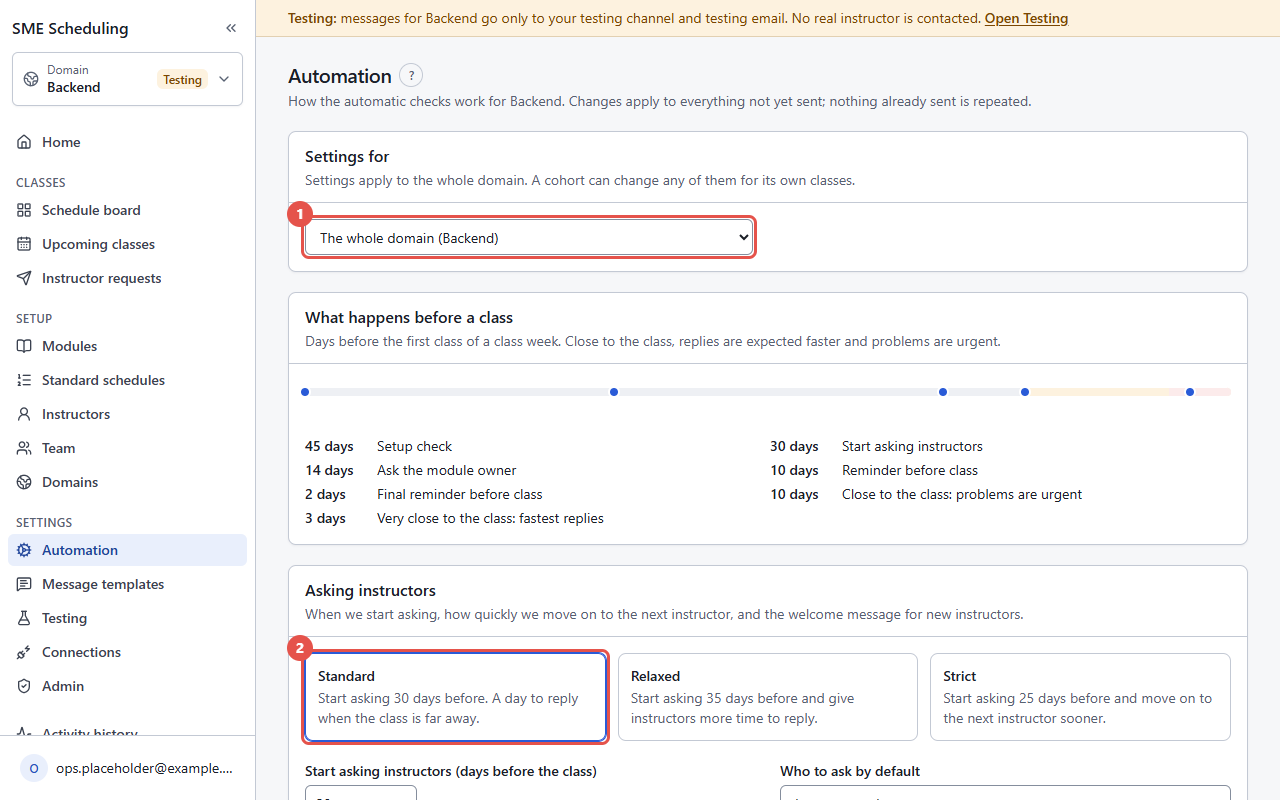 SME Scheduling
Domain
Backend
Testing
Home
CLASSES
Schedule board
Upcoming classes
Instructor requests
SETUP
Modules
Standard schedules
Instructors
Team
Domains
SETTINGS
Automation
Message templates
Testing
Connections
Admin
Activity history
O
ops.placeholder@example....
Testing: messages for Backend go only to your testing channel and testing email. No real instructor is contacted. Open Testing
Automation ?
How the automatic checks work for Backend. Changes apply to everything not yet sent; nothing already sent is repeated.
Settings for
Settings apply to the whole domain. A cohort can change any of them for its own classes.
1
The whole domain (Backend)
What happens before a class
Days before the first class of a class week. Close to the class, replies are expected faster and problems are urgent.
45 days Setup check
30 days Start asking instructors
14 days Ask the module owner
10 days Reminder before class
2 days Final reminder before class
10 days Close to the class: problems are urgent
3 days Very close to the class: fastest replies
Asking instructors
When we start asking, how quickly we move on to the next instructor, and the welcome message for new instructors.
2
Standard
Start asking 30 days before. A day to reply
when the class is far away.
Relaxed
Start asking 35 days before and give
instructors more time to reply.
Strict
Start asking 25 days before and move on to
the next instructor sooner.
Start asking instructors (days before the class)
Who to ask by default